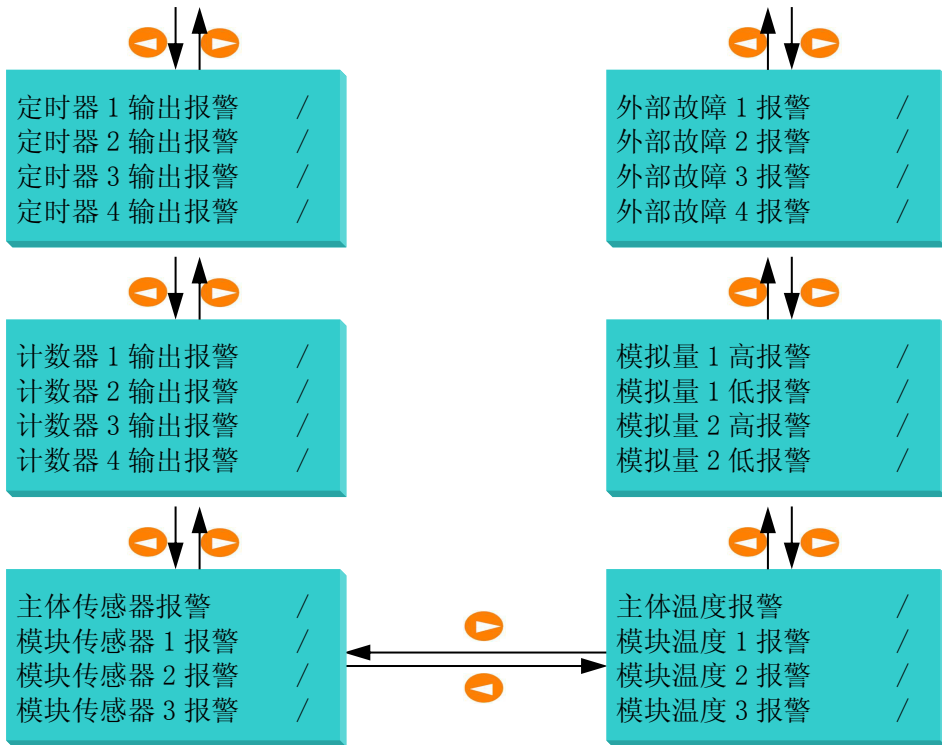 定时器 1 输出报警 /
定时器 2 输出报警 /
定时器 3 输出报警 /
定时器 4 输出报警 /
外部故障 1 报警 /
外部故障 2 报警 /
外部故障 3 报警 /
外部故障 4 报警 /
计数器 1 输出报警 /
计数器 2 输出报警 /
计数器 3 输出报警 /
计数器 4 输出报警 /
模拟量 1 高报警 /
模拟量 1 低报警 /
模拟量 2 高报警 /
模拟量 2 低报警 /
主体传感器报警 /
模块传感器 1 报警 /
模块传感器 2 报警 /
模块传感器 3 报警 /
主体温度报警 /
模块温度 1 报警 /
模块温度 2 报警 /
模块温度 3 报警 /